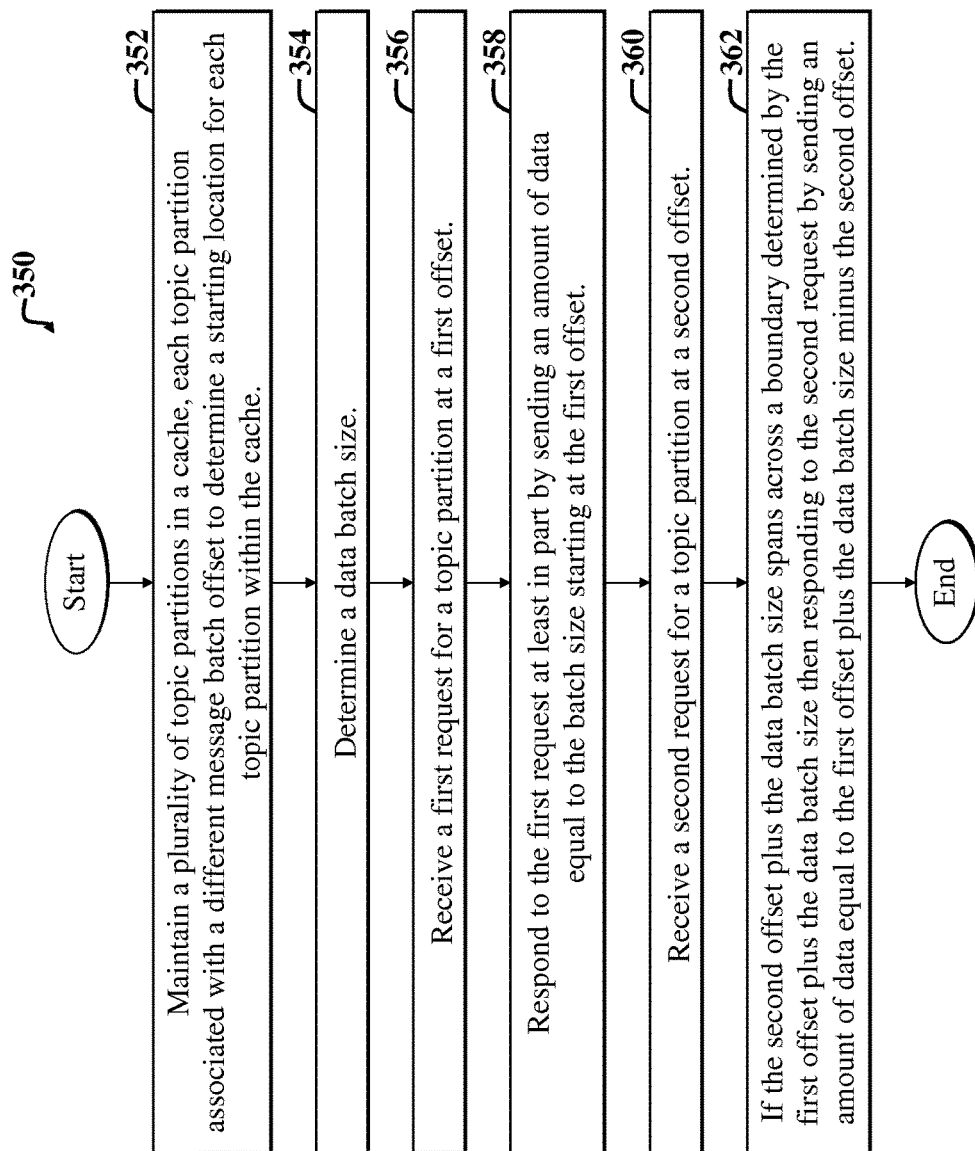 350
Start
352
Maintain a plurality of topic partitions in a cache, each topic partition
associated with a different message batch offset to determine a starting location for each
topic partition within the cache.
354
Determine a data batch size.
356
Receive a first request for a topic partition at a first offset.
358
Respond to the first request at least in part by sending an amount of data
equal to the batch size starting at the first offset.
360
Receive a second request for a topic partition at a second offset.
362
If the second offset plus the data batch size spans across a boundary determined by the
first offset plus the data batch size then responding to the second request by sending an
amount of data equal to the first offset plus the data batch size minus the second offset.
End